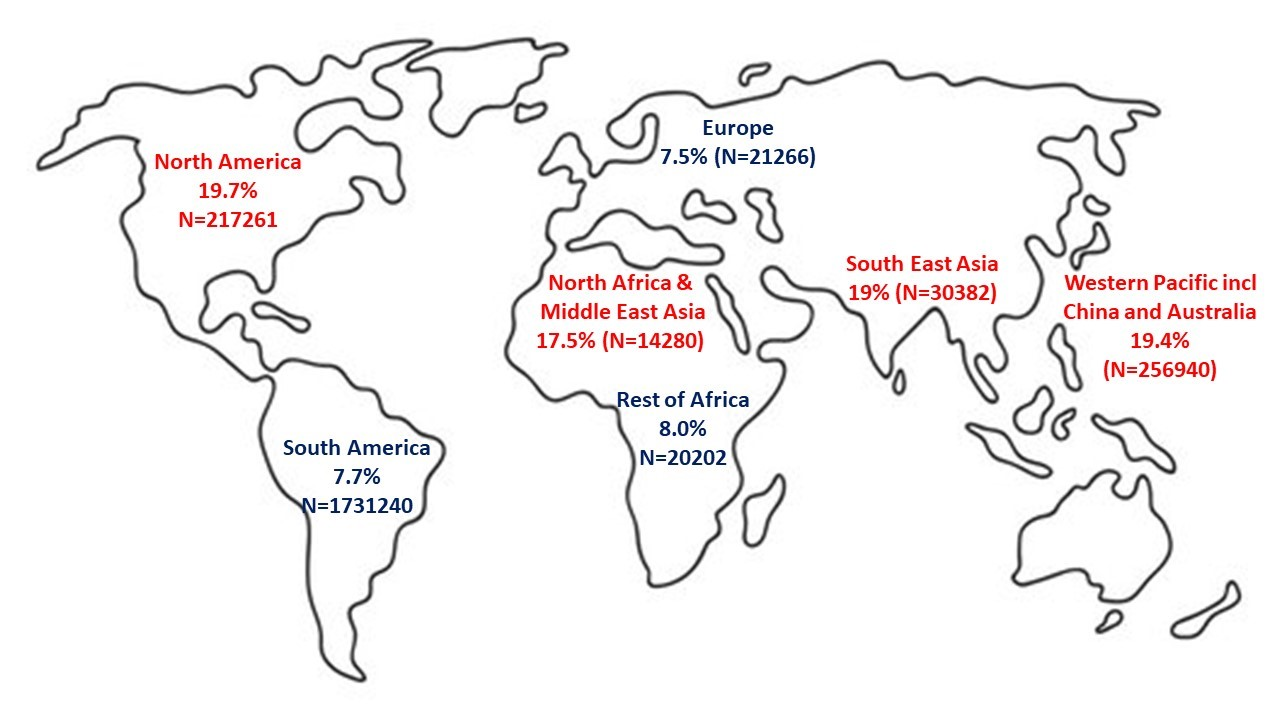 Europe
7.5% (N=21266)
North America
19.7%
N=217261
South East Asia
19% (N=30382)
North Africa &
Middle East Asia
17.5% (N=14280)
Western Pacific incl
China and Australia
19.4%
(N=256940)
Rest of Africa
8.0%
N=20202
South America
7.7%
N=1731240